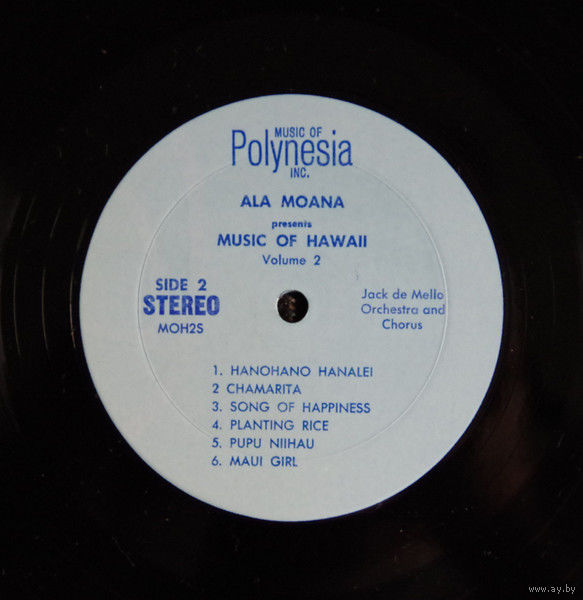 MUSIC OF
Polynesia
INC.
ALA MOANA
presents
MUSIC OF HAWAII
Volume 2
SIDE 2
STEREO
MOH2S
Jack de Mello
Orchestra and
Chorus
1. HANOHANO HANALEI
2 CHAMARITA
3. SONG OF HAPPINESS
4. PLANTING RICE
5. PUPU NIIHAU
6. MAUI GIRL
www.ay.by